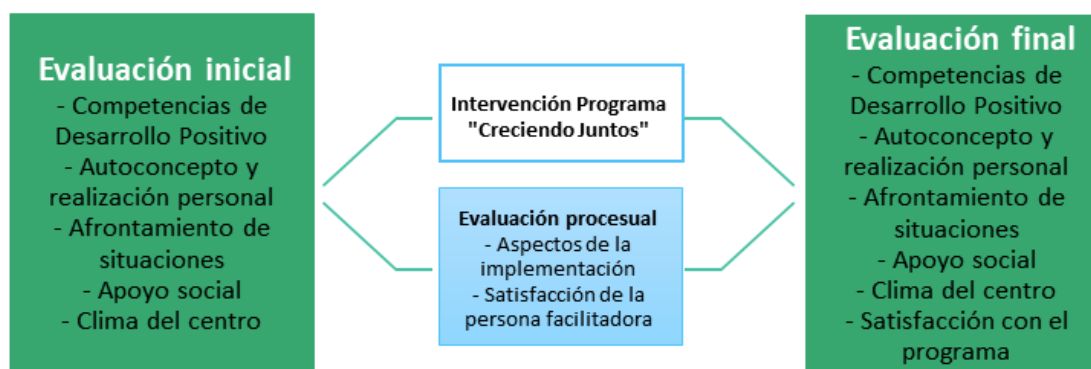 Evaluación inicial
- Competencias de
Desarrollo Positivo
- Autoconcepto y
realización personal
- Afrontamiento de
situaciones
- Apoyo social
- Clima del centro
Intervención Programa
"Creciendo Juntos"
Evaluación procesual
- Aspectos de la
implementación
- Satisfacción de la
persona facilitadora
Evaluación final
- Competencias de
Desarrollo Positivo
- Autoconcepto y
realización personal
- Afrontamiento de
situaciones
- Apoyo social
- Clima del centro
- Satisfacción con el
programa